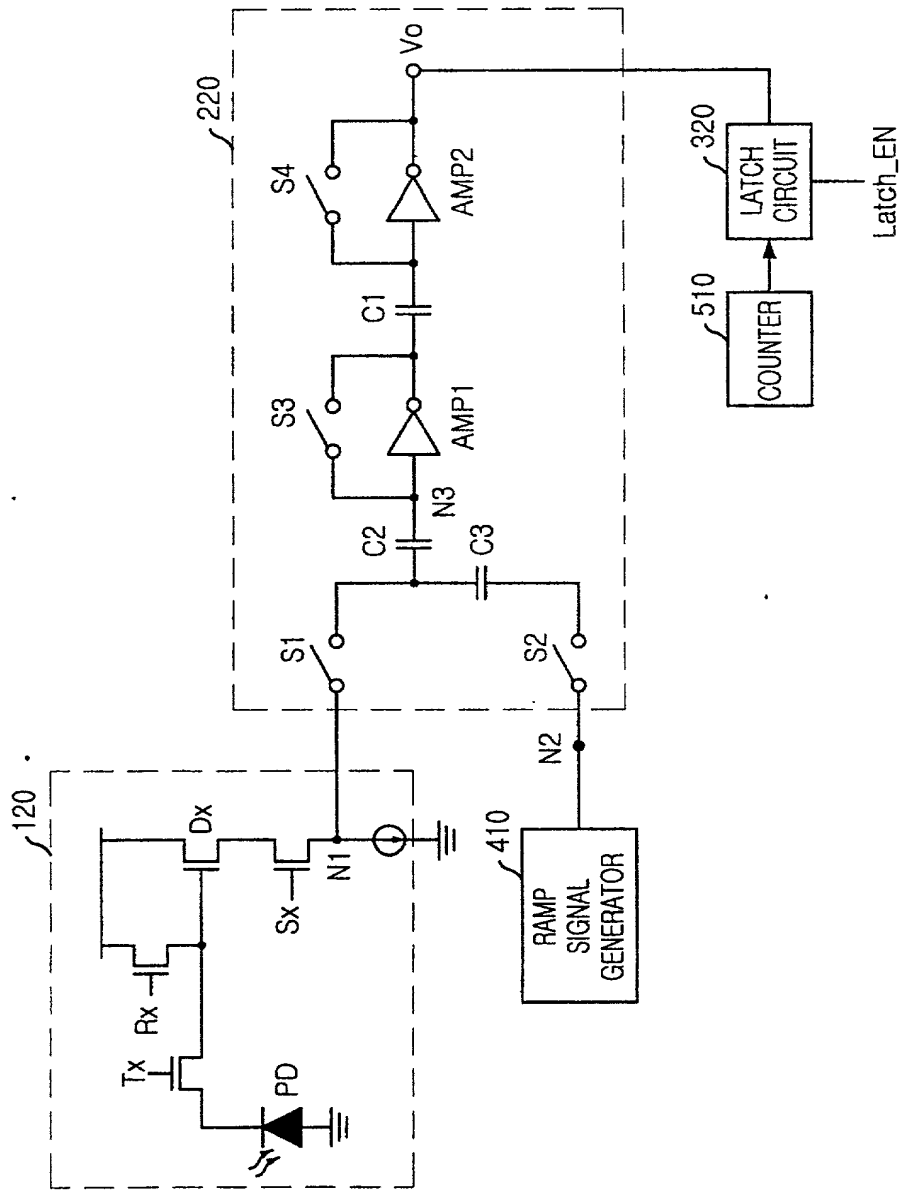 120
Tx
PD
Rx
Dx
Sx
N1
410
RAMP
SIGNAL
GENERATOR
N2
220
S1
S2
C2
C3
N3
S3
AMP1
C1
S4
AMP2
Vo
510
COUNTER
320
LATCH
CIRCUIT
Latch_EN